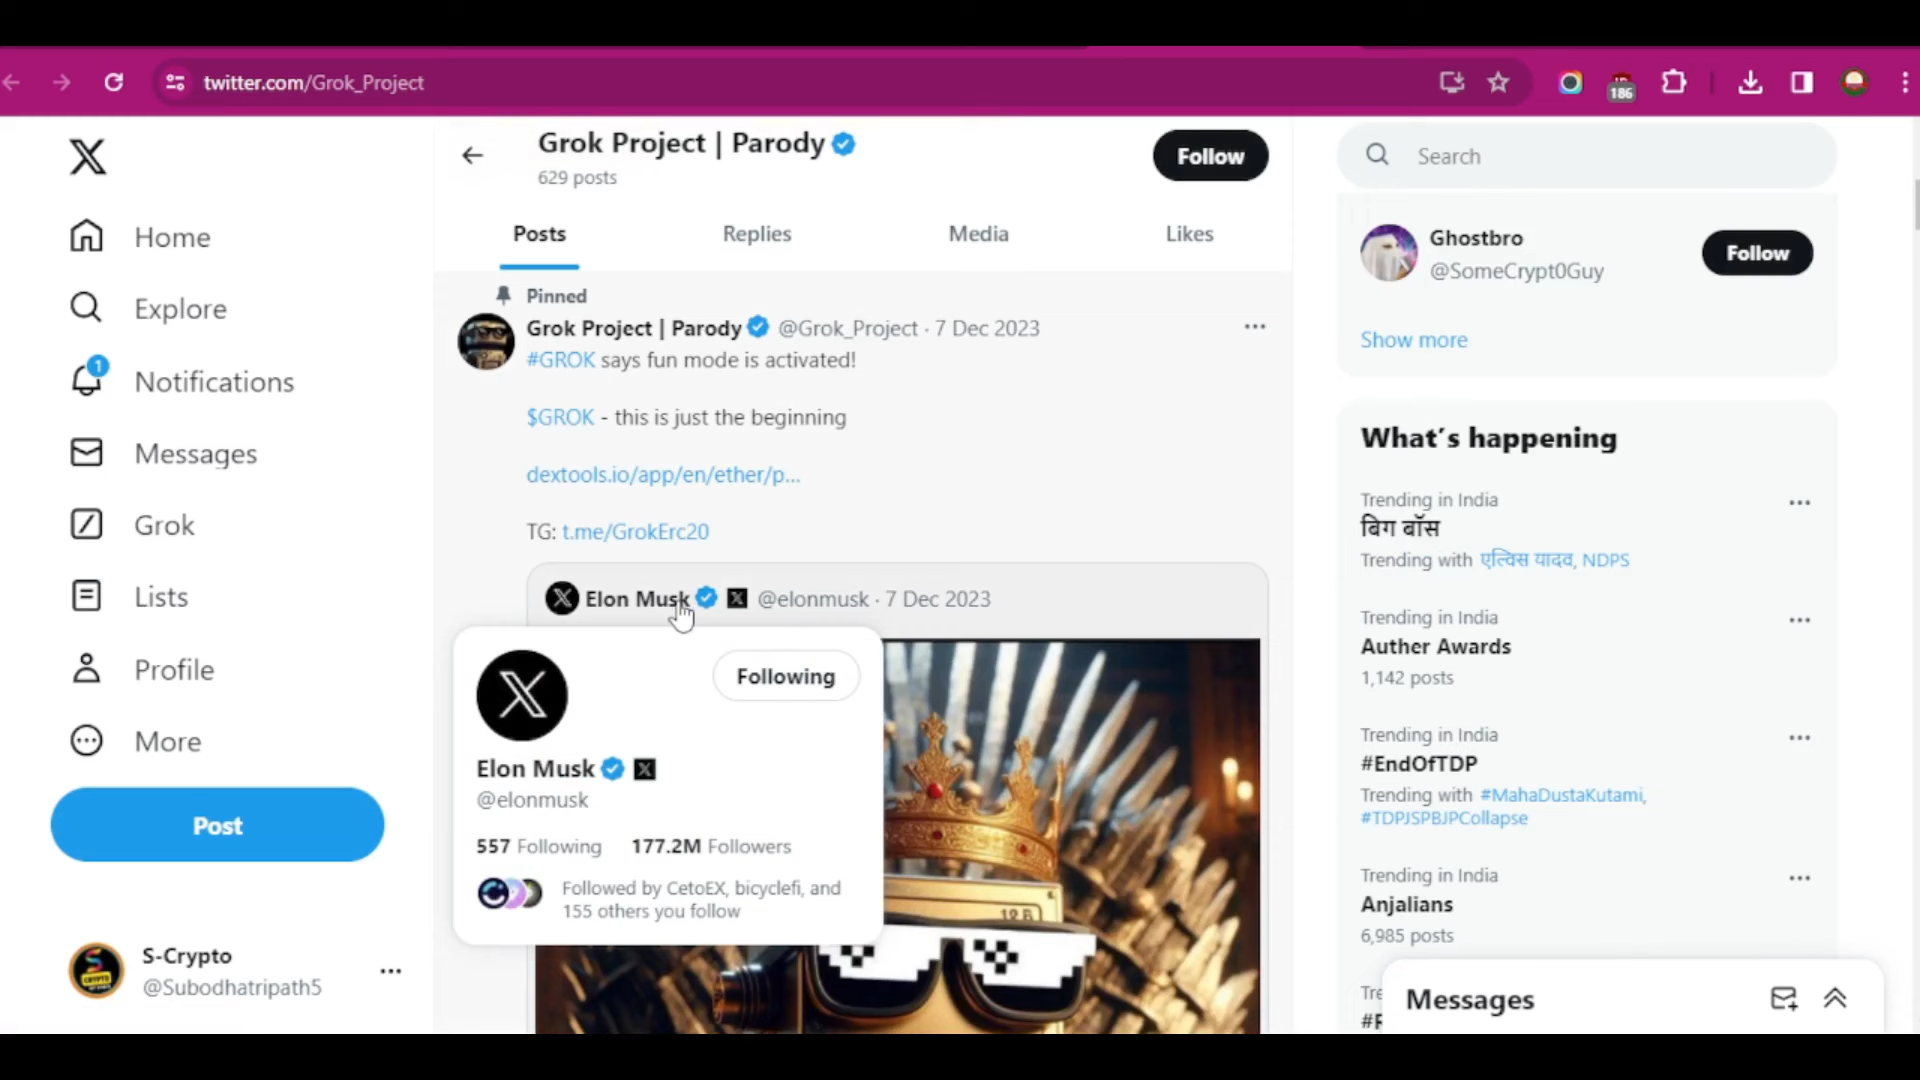 twitter.com/Grok_Project
186
Grok Project | Parody
629 posts
Follow
Search
Home
Explore
1
Notifications
Messages
Grok
Lists
Profile
More
Post
S-Crypto
@Subodhatripath5
Posts
Replies
Media
Likes
Pinned
Grok Project | Parody @Grok_Project · 7 Dec 2023
#GROK says fun mode is activated!
$GROK - this is just the beginning
dextools.io/app/en/ether/p...
TG: t.me/GrokErc20
Elon Musk @elonmusk · 7 Dec 2023
Following
Elon Musk
@elonmusk
557 Following 177.2M Followers
Followed by CetoEX, bicyclefi, and
155 others you follow
Ghostbro
@SomeCrypt0Guy
Follow
Show more
What's happening
Trending in India
बिग बॉस
Trending with एल्विस यादव, NDPS
Trending in India
Auther Awards
1,142 posts
Trending in India
#EndOfTDP
Trending with #MahaDustaKutami,
#TDPJSPBJPCollapse
Trending in India
Anjalians
6,985 posts
Messages